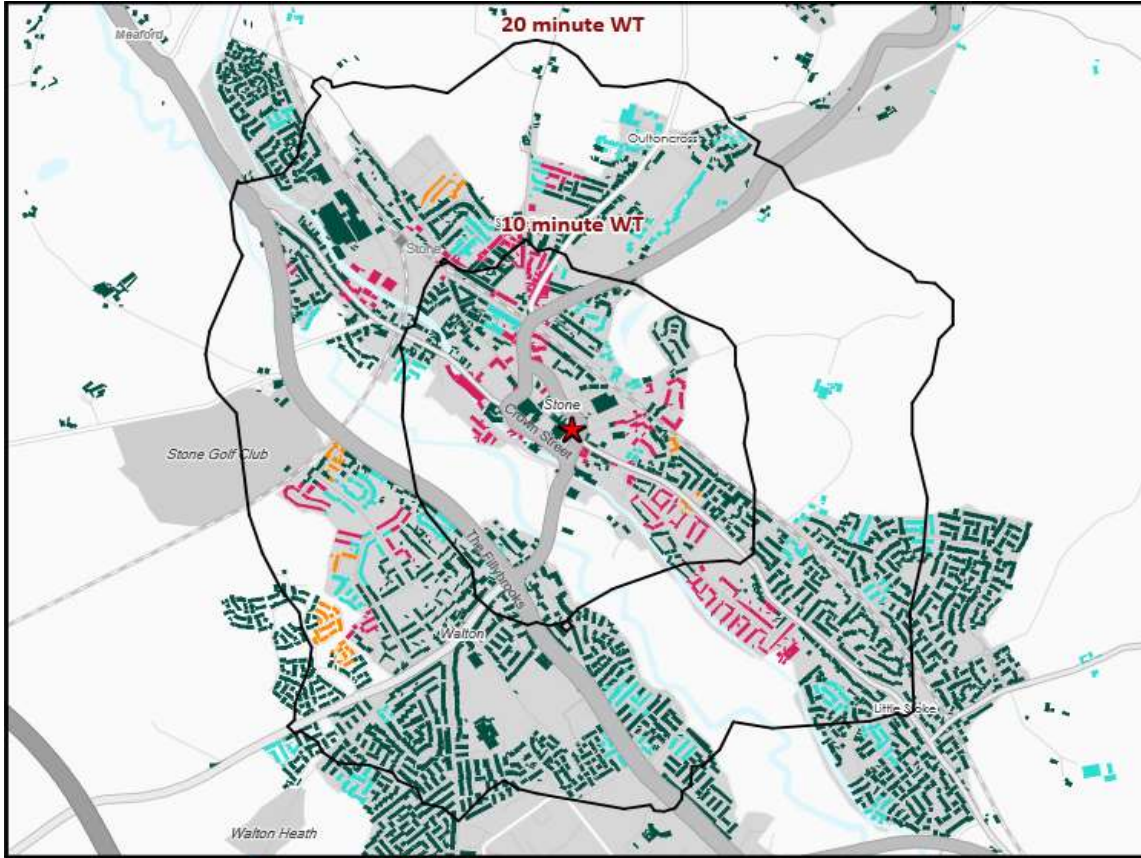 20 minute WT
Meaford
Oultoncross
10 minute WT
Stone
Stone
Crown Street
Stone Golf Club
The Fillybrooks
Walton
Little Stoke
Walton Heath